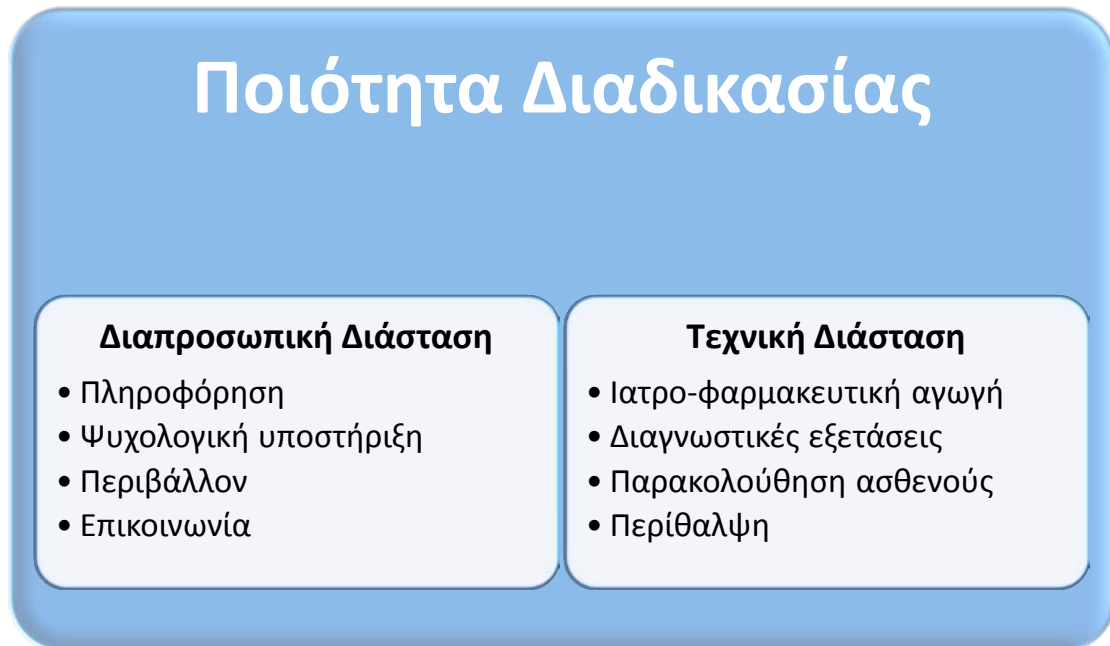 Ποιότητα Διαδικασίας
Διαπροσωπική Διάσταση
• Πληροφόρηση
• Ψυχολογική υποστήριξη
• Περιβάλλον
• Επικοινωνία
Τεχνική Διάσταση
• Ιατρο-φαρμακευτική αγωγή
• Διαγνωστικές εξετάσεις
• Παρακολούθηση ασθενούς
• Περίθαλψη